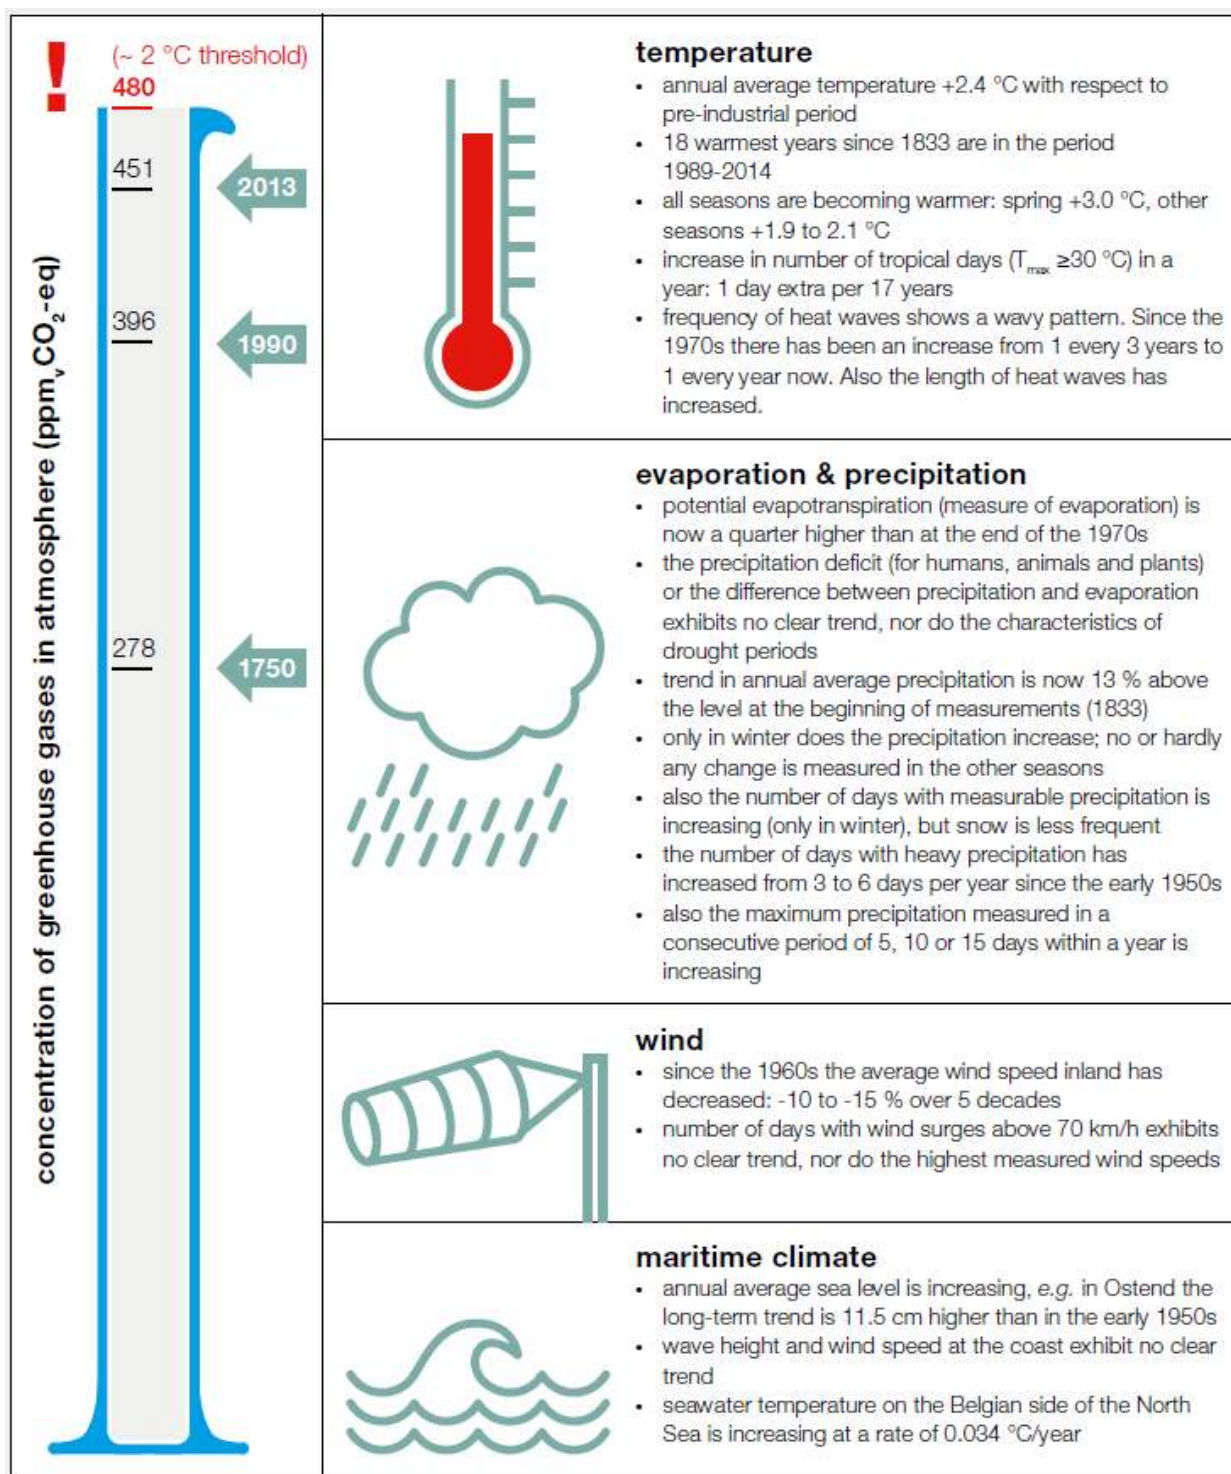 (~ 2 °C threshold)
480
451
2013
396
1990
278
1750
concentration of greenhouse gases in atmosphere (ppmvCO2-eq)
!
temperature
• annual average temperature +2.4 °C with respect to
pre-industrial period
• 18 warmest years since 1833 are in the period
1989-2014
• all seasons are becoming warmer: spring +3.0 °C, other
seasons +1.9 to 2.1 °C
• increase in number of tropical days (Tmax ≥30 °C) in a
year: 1 day extra per 17 years
• frequency of heat waves shows a wavy pattern. Since the
1970s there has been an increase from 1 every 3 years to
1 every year now. Also the length of heat waves has
increased.
evaporation & precipitation
• potential evapotranspiration (measure of evaporation) is
now a quarter higher than at the end of the 1970s
• the precipitation deficit (for humans, animals and plants)
or the difference between precipitation and evaporation
exhibits no clear trend, nor do the characteristics of
drought periods
• trend in annual average precipitation is now 13 % above
the level at the beginning of measurements (1833)
• only in winter does the precipitation increase; no or hardly
any change is measured in the other seasons
• also the number of days with measurable precipitation is
increasing (only in winter), but snow is less frequent
• the number of days with heavy precipitation has
increased from 3 to 6 days per year since the early 1950s
• also the maximum precipitation measured in a
consecutive period of 5, 10 or 15 days within a year is
increasing
wind
• since the 1960s the average wind speed inland has
decreased: -10 to -15 % over 5 decades
• number of days with wind surges above 70 km/h exhibits
no clear trend, nor do the highest measured wind speeds
maritime climate
• annual average sea level is increasing, e.g. in Ostend the
long-term trend is 11.5 cm higher than in the early 1950s
• wave height and wind speed at the coast exhibit no clear
trend
• seawater temperature on the Belgian side of the North
Sea is increasing at a rate of 0.034 °C/year